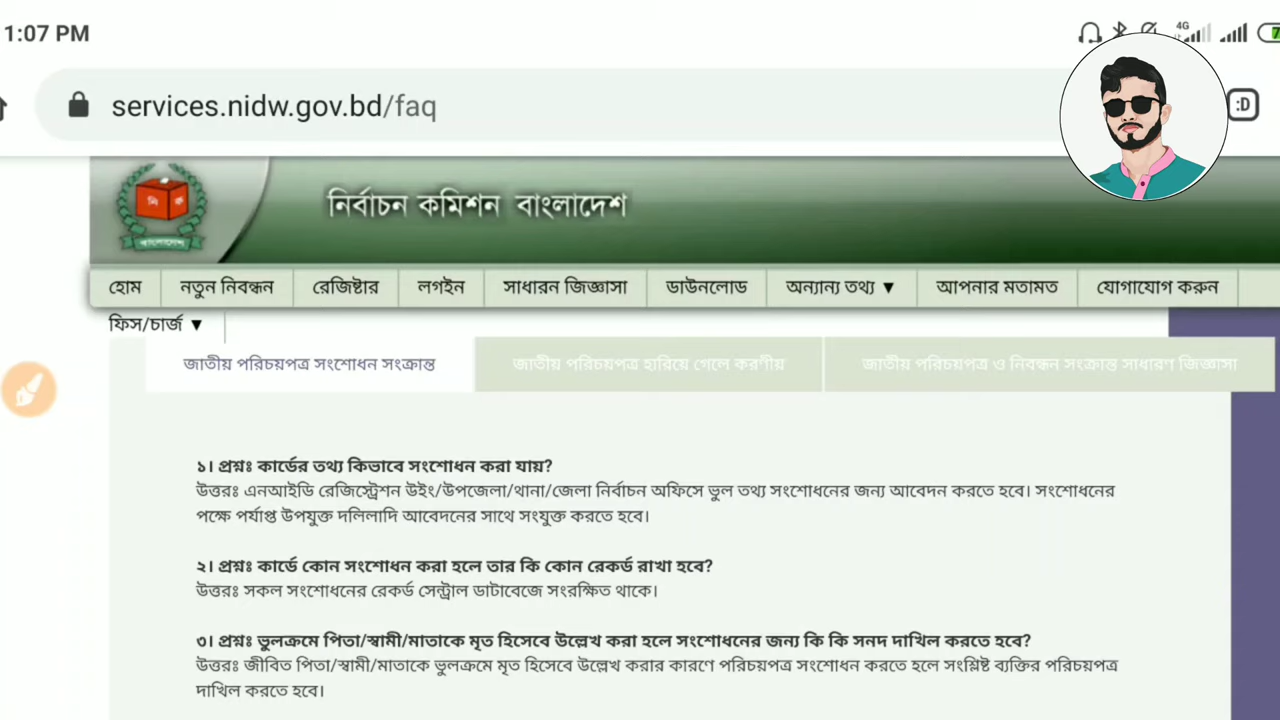 1:07 PM
4G
services.nidw.gov.bd/faq
:D
নি ক
বাংলাদেশ
নির্বাচন কমিশন বাংলাদেশ
হোম নতুন নিবন্ধন রেজিষ্টার লগইন সাধারন জিজ্ঞাসা ডাউনলোড অন্যান্য তথ্য ▼ আপনার মতামত যোগাযোগ করুন
ফিস/চার্জ ▼
জাতীয় পরিচয়পত্র সংশোধন সংক্রান্ত জাতীয় পরিচয়পত্র হারিয়ে গেলে করণীয় জাতীয় পরিচয়পত্র ও নিবন্ধন সংক্রান্ত সাধারণ জিজ্ঞাসা
১। প্রশ্নঃ কার্ডের তথ্য কিভাবে সংশোধন করা যায়?
উত্তরঃ এনআইডি রেজিস্ট্রেশন উইং/উপজেলা/থানা/জেলা নির্বাচন অফিসে ভুল তথ্য সংশোধনের জন্য আবেদন করতে হবে। সংশোধনের
পক্ষে পর্যাপ্ত উপযুক্ত দলিলাদি আবেদনের সাথে সংযুক্ত করতে হবে।
২। প্রশ্নঃ কার্ডে কোন সংশোধন করা হলে তার কি কোন রেকর্ড রাখা হবে?
উত্তরঃ সকল সংশোধনের রেকর্ড সেন্ট্রাল ডাটাবেজে সংরক্ষিত থাকে।
৩। প্রশ্নঃ ভুলক্রমে পিতা/স্বামী/মাতাকে মৃত হিসেবে উল্লেখ করা হলে সংশোধনের জন্য কি কি সনদ দাখিল করতে হবে?
উত্তরঃ জীবিত পিতা/স্বামী/মাতাকে ভুলক্রমে মৃত হিসেবে উল্লেখ করার কারণে পরিচয়পত্র সংশোধন করতে হলে সংশ্লিষ্ট ব্যক্তির পরিচয়পত্র
দাখিল করতে হবে।